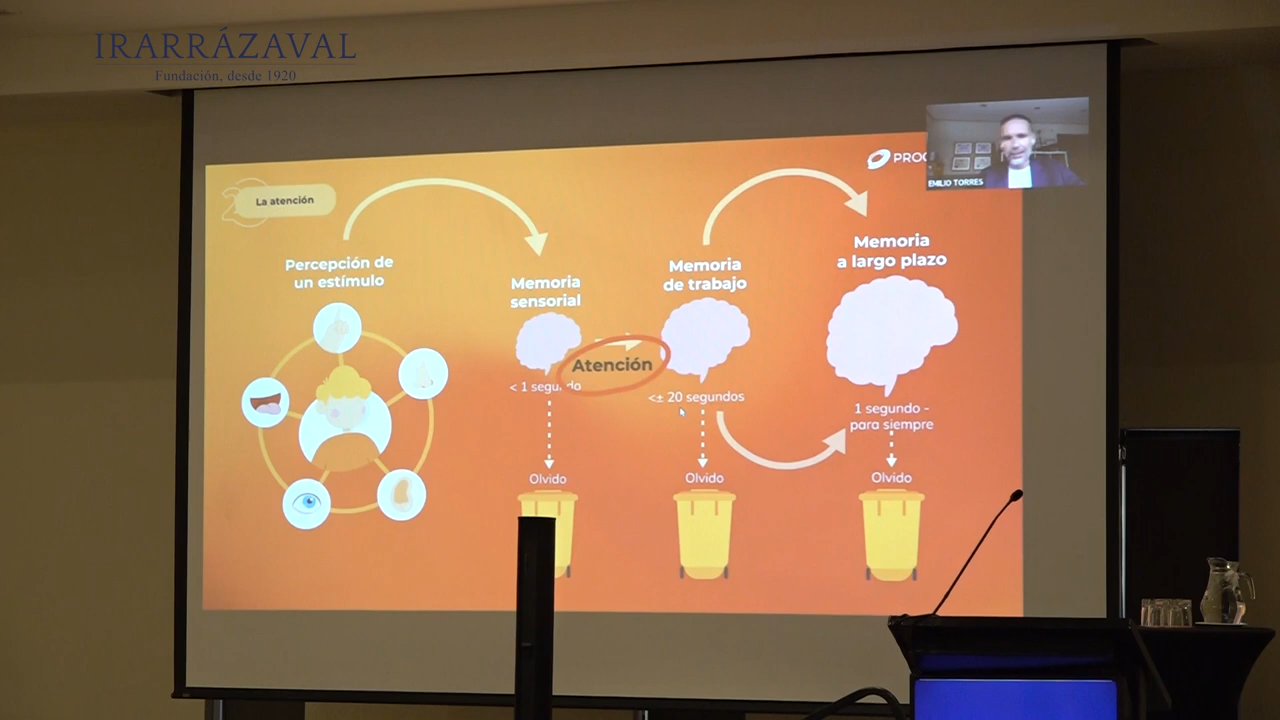 IRARRÁZAVAL
Fundación, desde 1920
EMILIO TORRES
La atención
Percepción de
un estímulo
Memoria
sensorial
< 1 segundo
Olvido
Atención
Memoria
de trabajo
<± 20 segundos
Olvido
Memoria
a largo plazo
1 segundo -
para siempre
Olvido